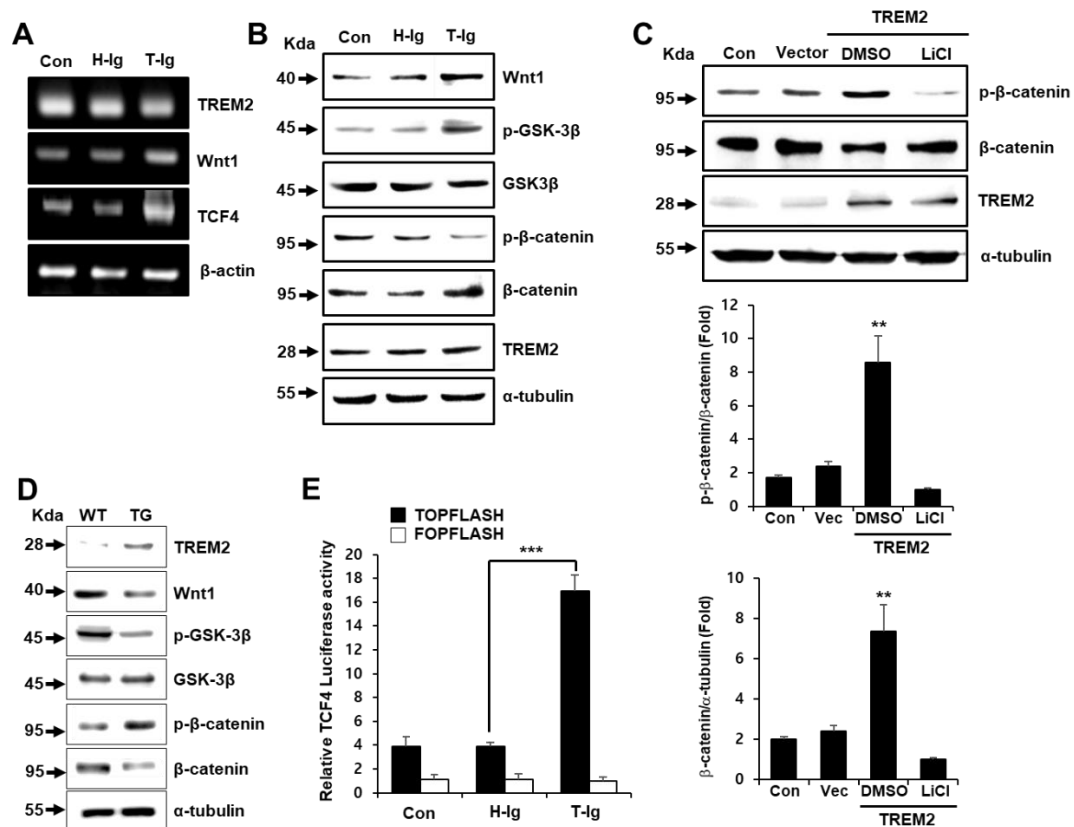 A
Con H-Ig T-Ig
TREM2
Wnt1
TCF4
β-actin
B
Kda Con H-Ig T-Ig
40 Wnt1
45 p-GSK-3β
45 GSK3β
95 p-β-catenin
95 β-catenin
28 TREM2
55 α-tubulin
C
TREM2
Kda Con Vector DMSO LiCl
95 p-β-catenin
95 β-catenin
28 TREM2
55 α-tubulin
p-β-catenin/β-catenin (Fold)
12
10
8
6
4
2
0
**
Con Vec DMSO LiCl
TREM2
β-catenin/α-tubulin (Fold)
10
8
6
4
2
0
**
Con Vec DMSO LiCl
TREM2
D
Kda WT TG
28 TREM2
40 Wnt1
45 p-GSK-3β
45 GSK-3β
95 p-β-catenin
95 β-catenin
55 α-tubulin
E
TOPFLASH
FOPFLASH
Relative TCF4 Luciferase activity
20
18
16
14
12
10
8
6
4
2
0
***
Con H-Ig T-Ig